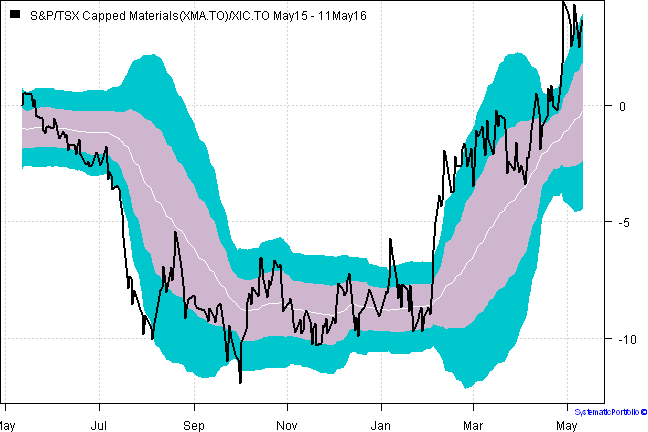 S&P/TSX Capped Materials(XMA.TO)/XIC.TO May15 - 11May16
0
-5
-10
May Jul Sep Nov Jan Mar May
SystematicPortfolio ©